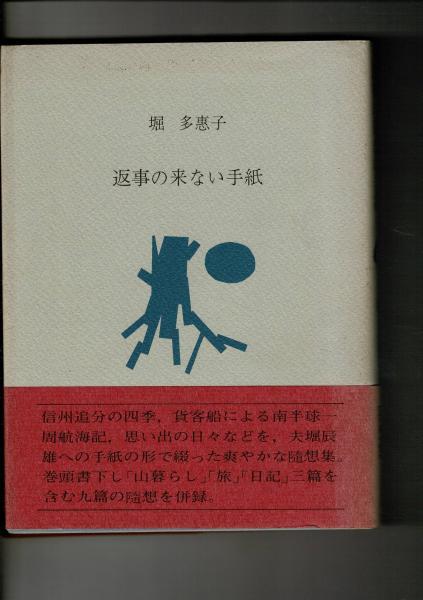 堀 多惠子
返事の来ない手紙
信州追分の四季，貨客船による南半球一
周航海記，思い出の日々などを，夫堀辰
雄への手紙の形で綴った爽やかな随想集。
巻頭書下し「山暮らし」「旅」「日記」三篇を
含む九篇の随想を併録。